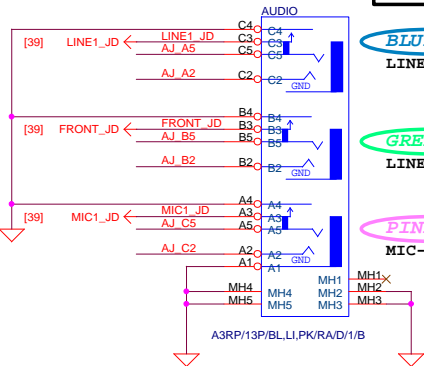 AUDIO
C4 C4
[39] LINE1_JD LINE1_JD C3 C3
AJ_A5 C5 C5
AJ_A2 C2 C2
GND
LINE
B4 B4
[39] FRONT_JD FRONT_JD B3 B3
AJ_B5 B5 B5
AJ_B2 B2 B2
GND
LINE
A4 A4
[39] MIC1_JD MIC1_JD A3 A3
AJ_C5 A5 A5
AJ_C2 A2 A2
GND
MIC-
A1 A1
MH1 MH1
MH4 MH4 MH2 MH2
MH5 MH5 MH3 MH3
A3RP/13P/BL,LI,PK/RA/D/1/B